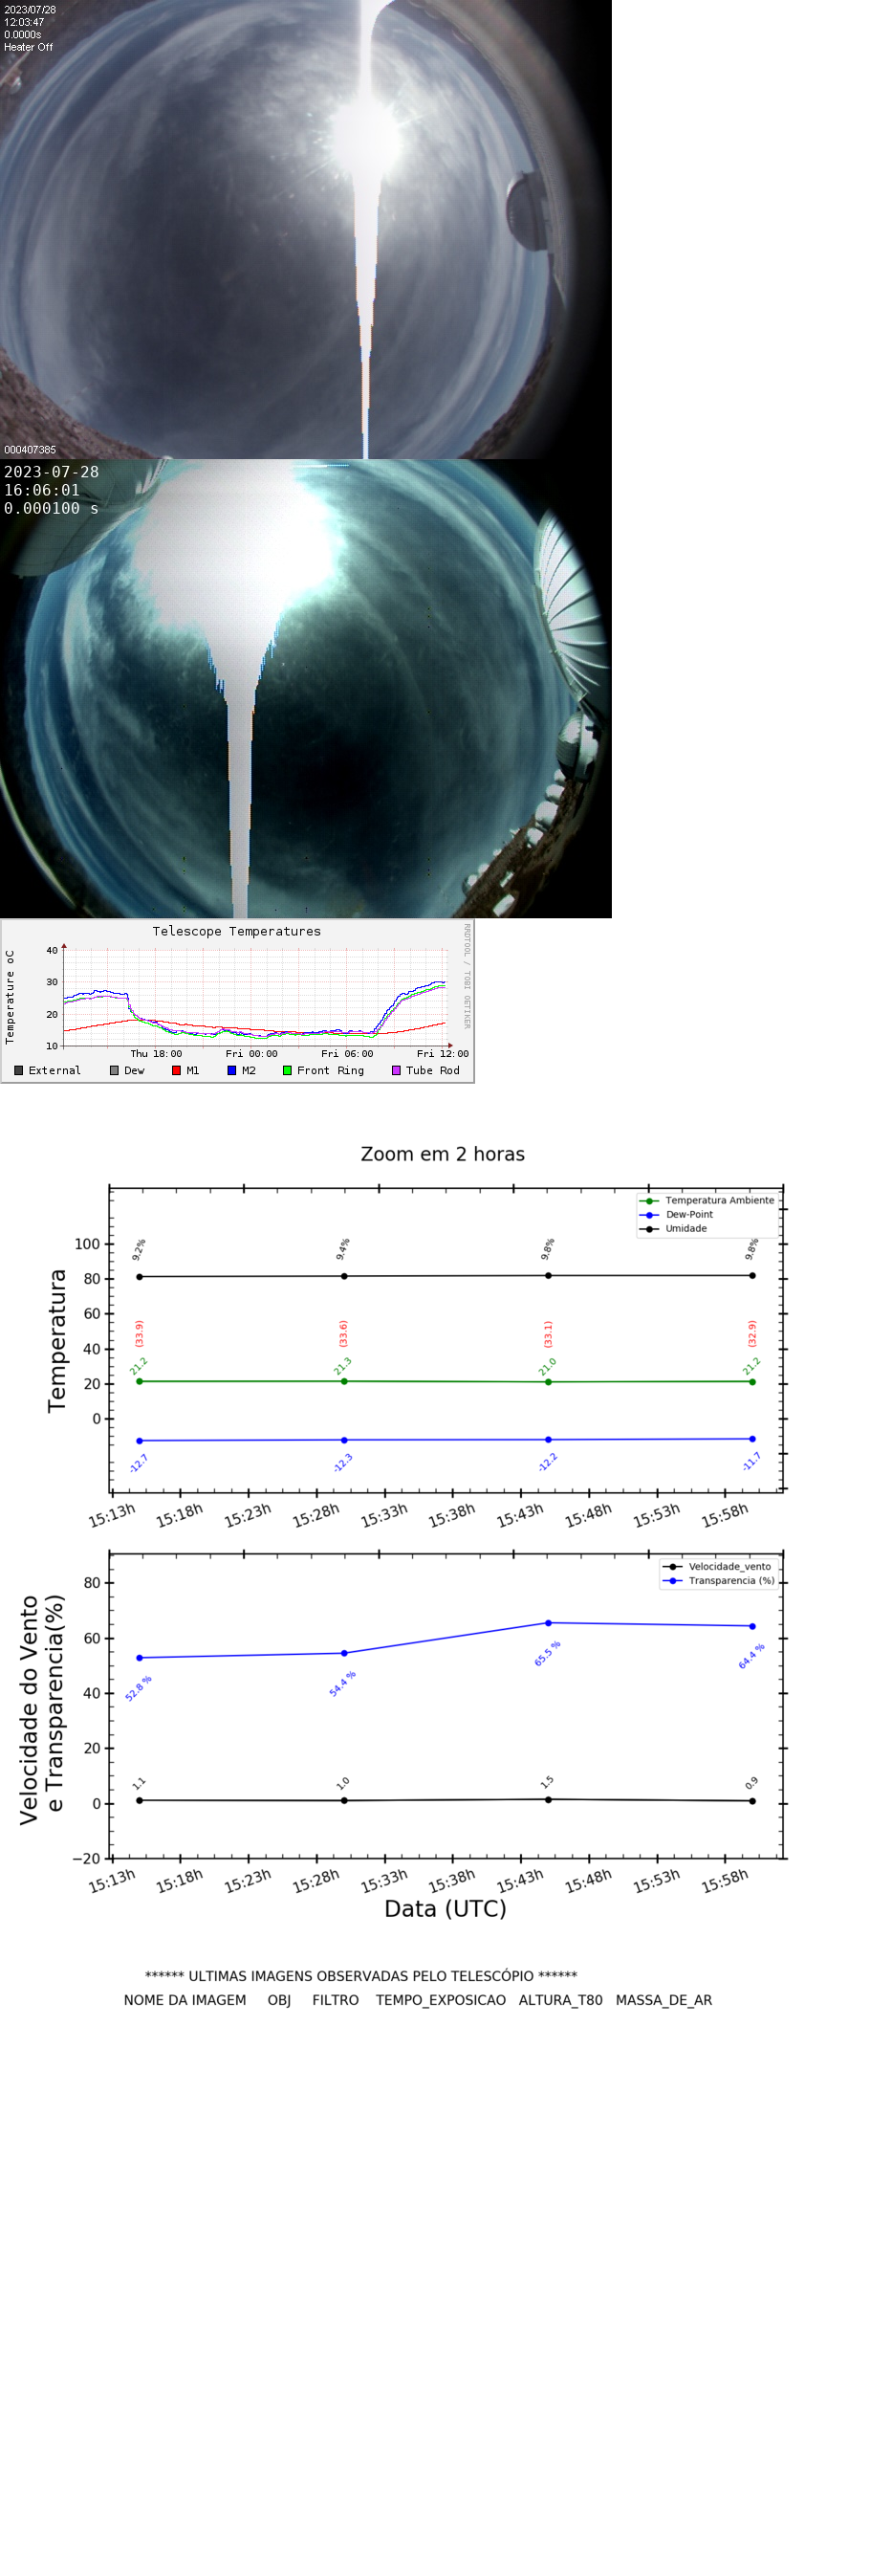 2023/07/28
12:03:47
0.0000s
Heater Off
000407385
2023-07-28
16:06:01
0.000100 s
Telescope Temperatures
RRDTOOL / TOBI OETIKER
Temperature oC
40
30
20
10
Thu 18:00 Fri 00:00 Fri 06:00 Fri 12:00
External Dew M1 M2 Front Ring Tube Rod
Zoom em 2 horas
Temperatura Ambiente
Dew-Point
Umidade
Temperatura
100
80
60
40
20
0
9.2% 9.4% 9.8% 9.8%
(33.9) (33.6) (33.1) (32.9)
21.2 21.3 21.0 21.2
-12.7 -12.3 -12.2 -11.7
15:13h 15:18h 15:23h 15:28h 15:33h 15:38h 15:43h 15:48h 15:53h 15:58h
Velocidade_vento
Transparencia (%)
Velocidade do Vento
e Transparencia(%)
80
60
40
20
0
−20
52.8 % 54.4 % 65.5 % 64.4 %
1.1 1.0 1.5 0.9
15:13h 15:18h 15:23h 15:28h 15:33h 15:38h 15:43h 15:48h 15:53h 15:58h
Data (UTC)
****** ULTIMAS IMAGENS OBSERVADAS PELO TELESCÓPIO ******
NOME DA IMAGEM OBJ FILTRO TEMPO_EXPOSICAO ALTURA_T80 MASSA_DE_AR